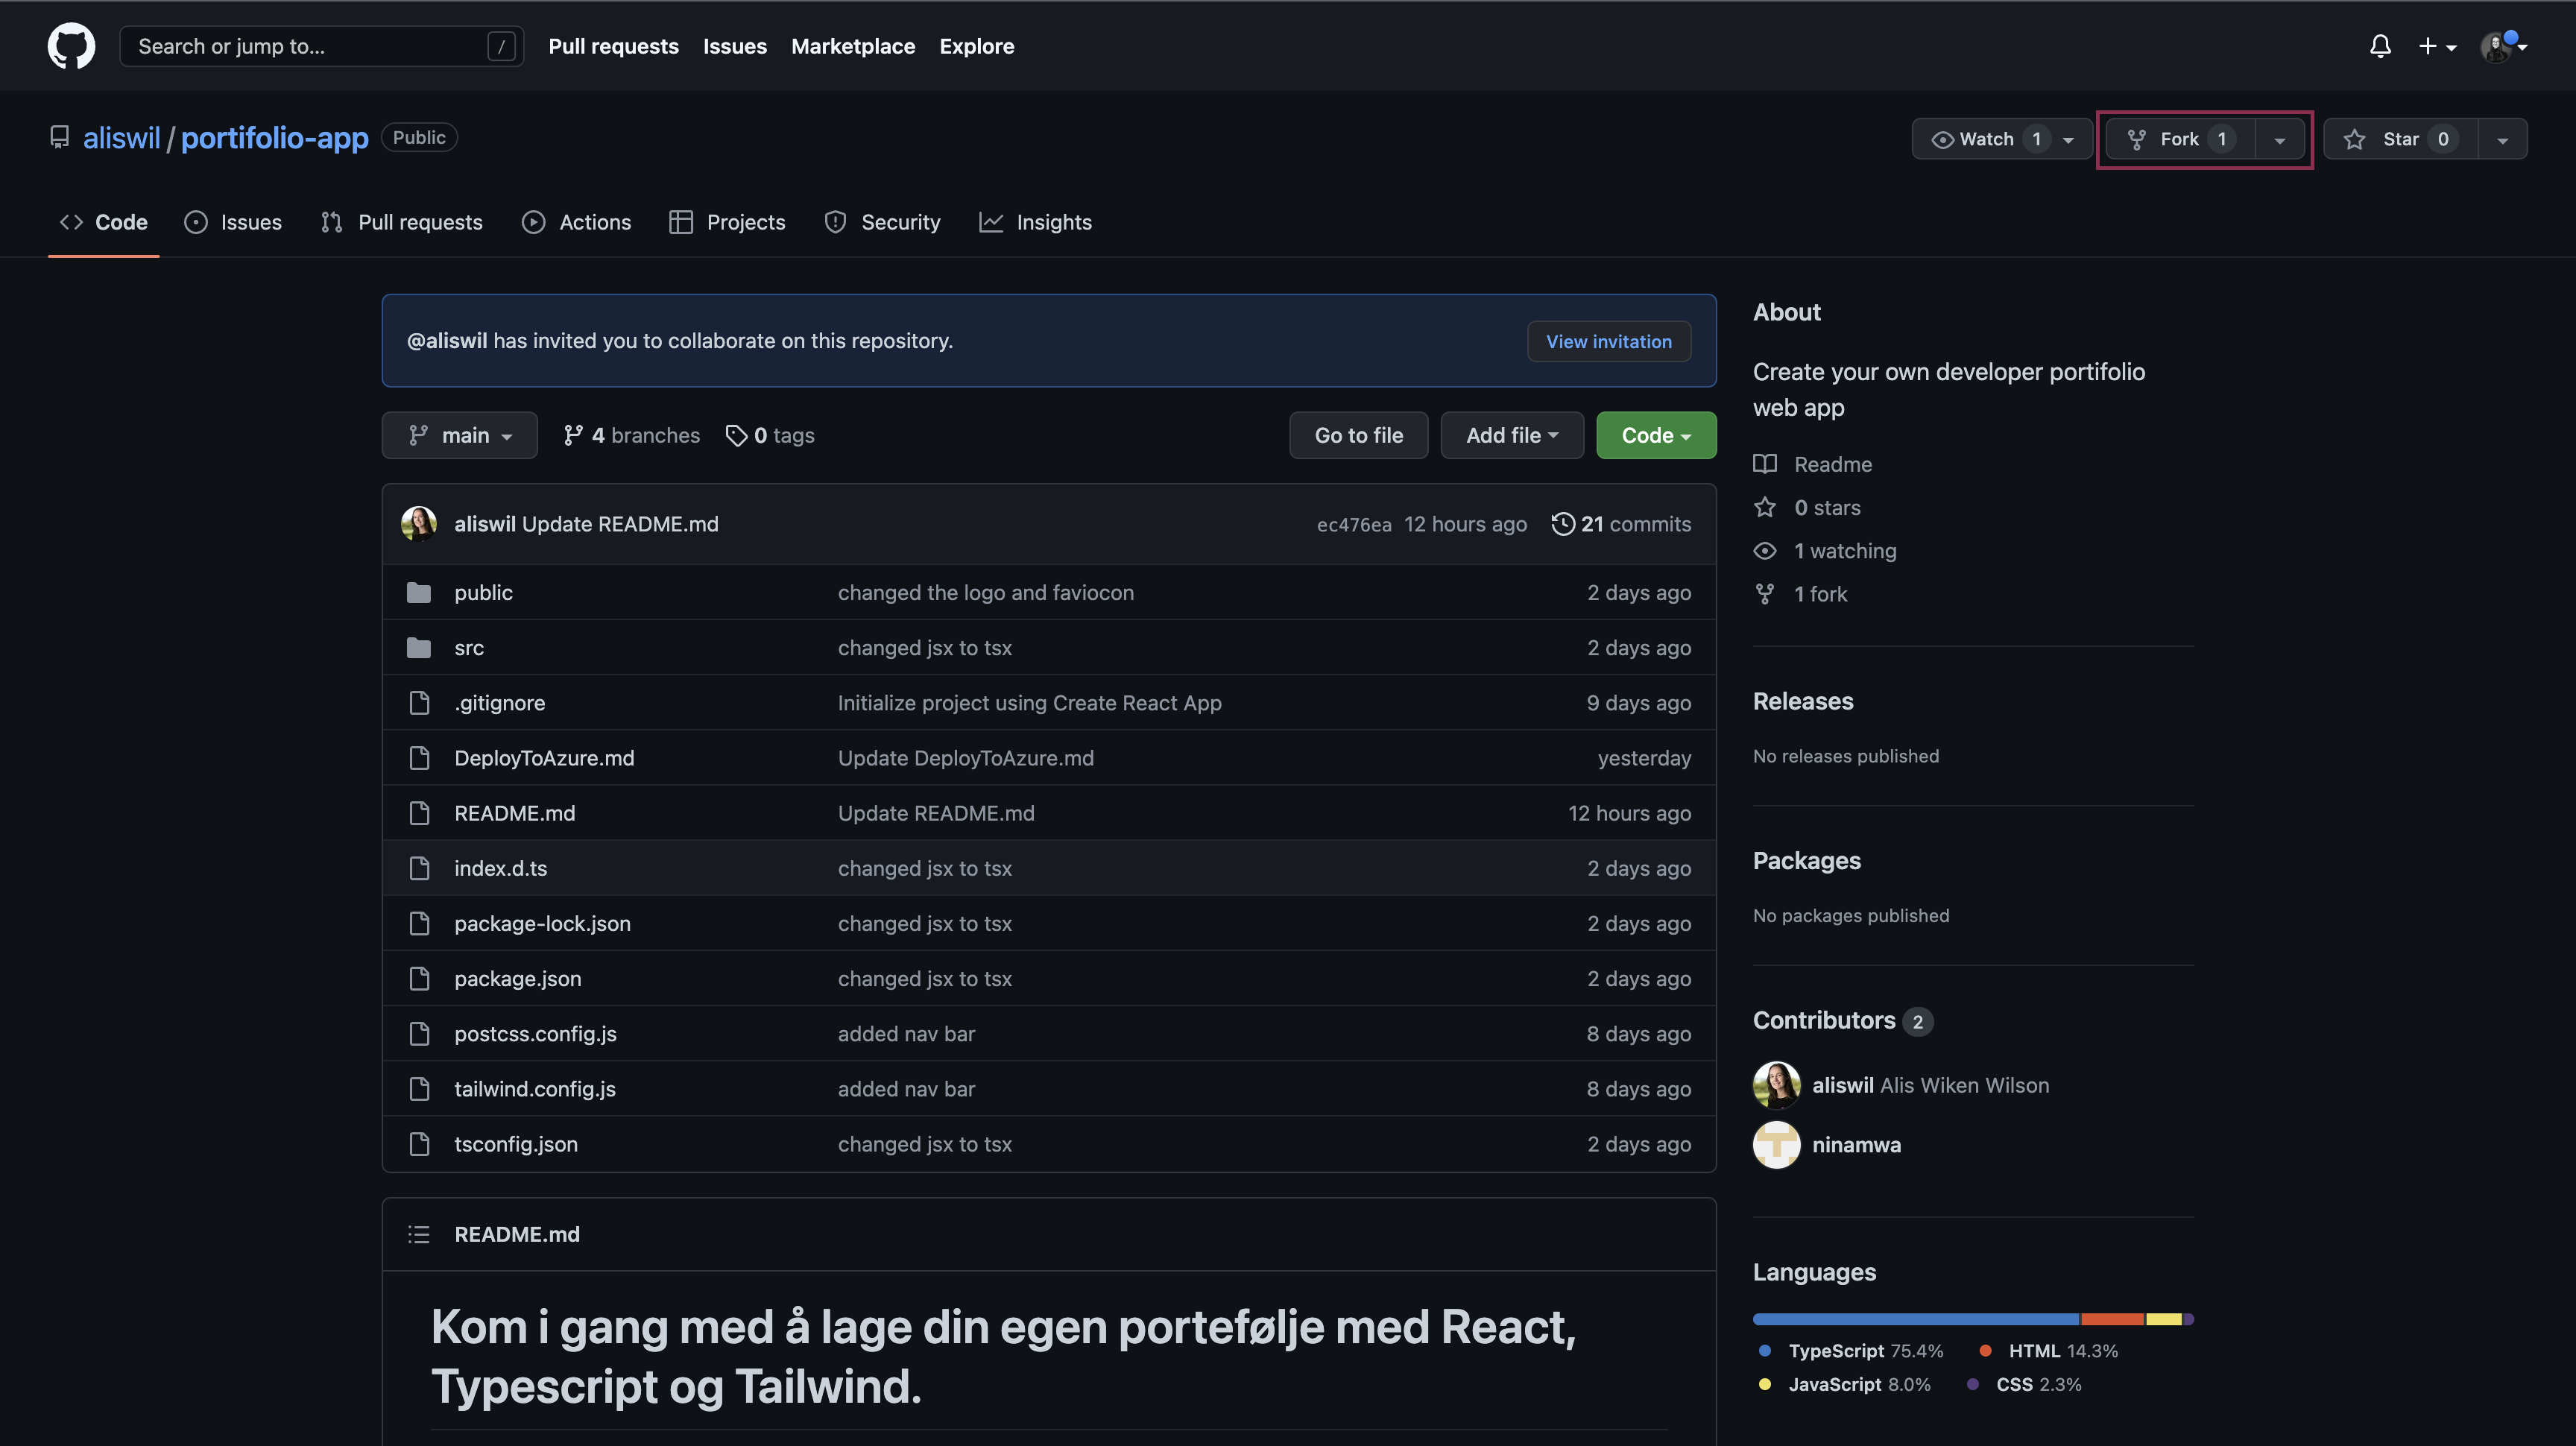 Search or jump to... /
Pull requests Issues Marketplace Explore
aliswil / portifolio-app Public
Watch 1 Fork 1 Star 0
Code Issues Pull requests Actions Projects Security Insights
@aliswil has invited you to collaborate on this repository. View invitation
main 4 branches 0 tags Go to file Add file Code
aliswil Update README.md ec476ea 12 hours ago 21 commits
public changed the logo and faviocon 2 days ago
src changed jsx to tsx 2 days ago
.gitignore Initialize project using Create React App 9 days ago
DeployToAzure.md Update DeployToAzure.md yesterday
README.md Update README.md 12 hours ago
index.d.ts changed jsx to tsx 2 days ago
package-lock.json changed jsx to tsx 2 days ago
package.json changed jsx to tsx 2 days ago
postcss.config.js added nav bar 8 days ago
tailwind.config.js added nav bar 8 days ago
tsconfig.json changed jsx to tsx 2 days ago
README.md
Kom i gang med å lage din egen portefølje med React,
Typescript og Tailwind.
About
Create your own developer portifolio
web app
Readme
0 stars
1 watching
1 fork
Releases
No releases published
Packages
No packages published
Contributors 2
aliswil Alis Wiken Wilson
ninamwa
Languages
TypeScript 75.4% HTML 14.3%
JavaScript 8.0% CSS 2.3%